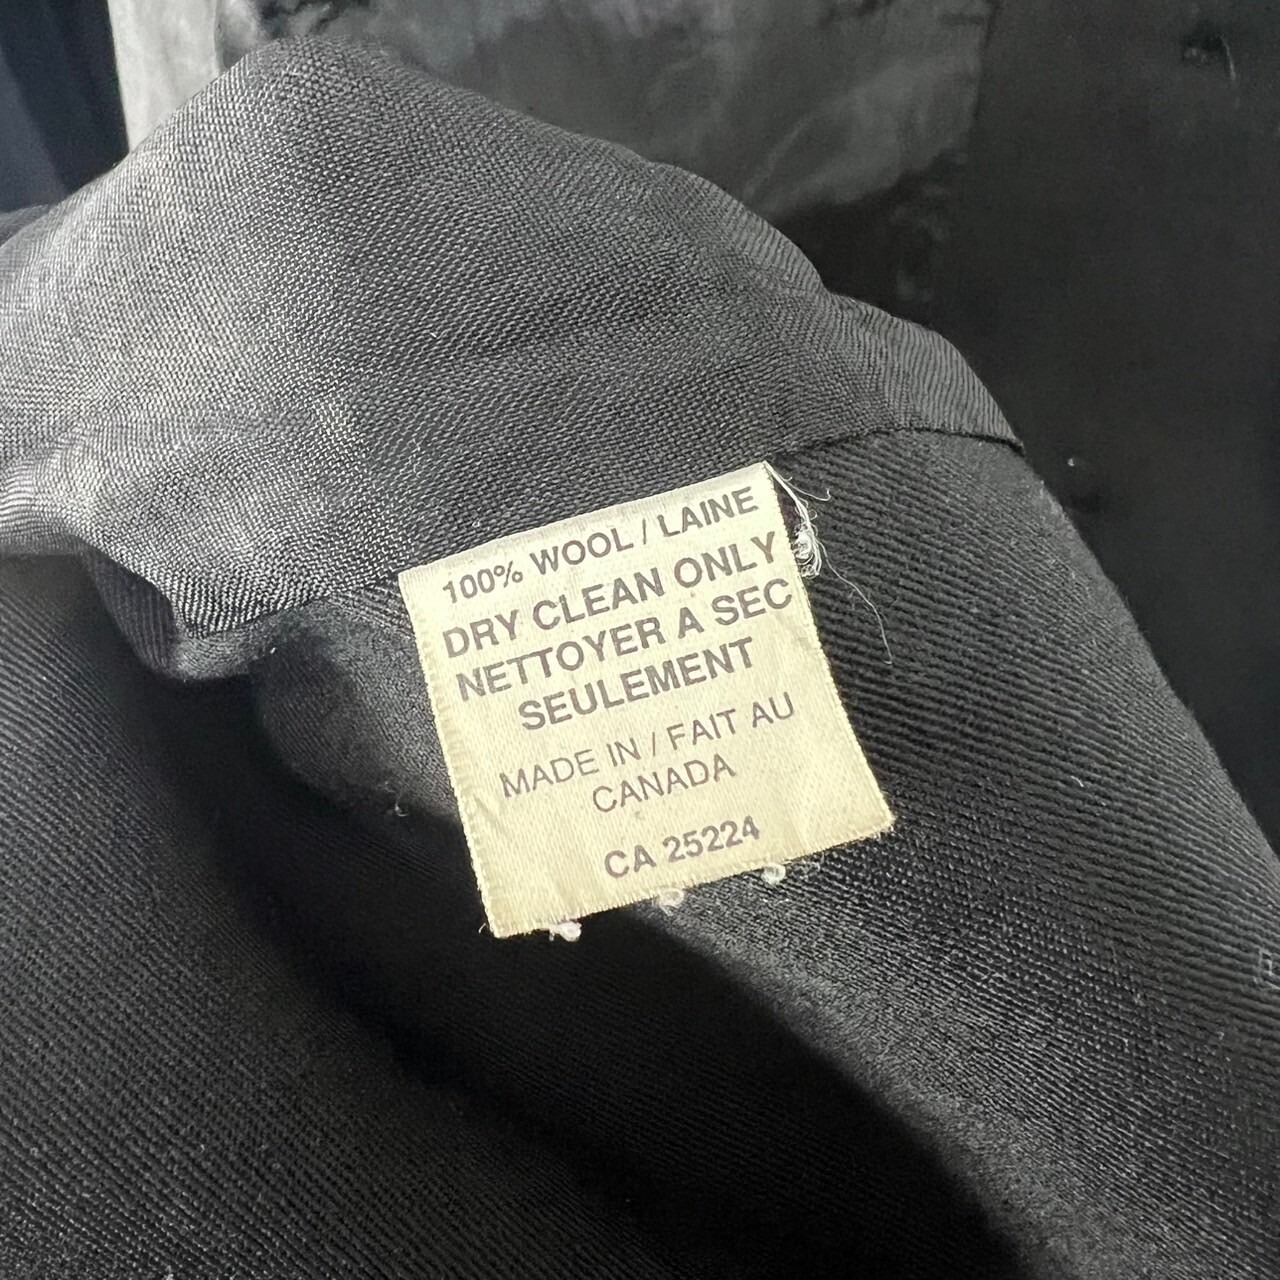 100% WOOL / LAINE
DRY CLEAN ONLY
NETTOYER A SEC
SEULEMENT
MADE IN / FAIT AU
CANADA
CA 25224